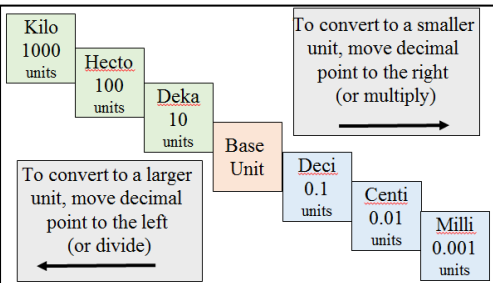 Kilo
1000
units
Hecto
100
units
Deka
10
units
Base
Unit
Deci
0.1
units
Centi
0.01
units
Milli
0.001
units
To convert to a smaller
unit, move decimal
point to the right
(or multiply)
To convert to a larger
unit, move decimal
point to the left
(or divide)